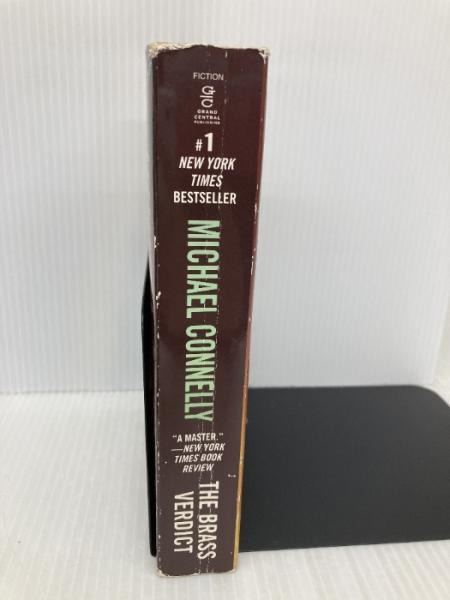 FICTION
GC
GRAND
CENTRAL
PUBLISHING
#1
NEW YORK
TIMES
BESTSELLER
MICHAEL CONNELLY
"A MASTER."
—NEW YORK
TIMES BOOK
REVIEW
THE BRASS
VERDICT